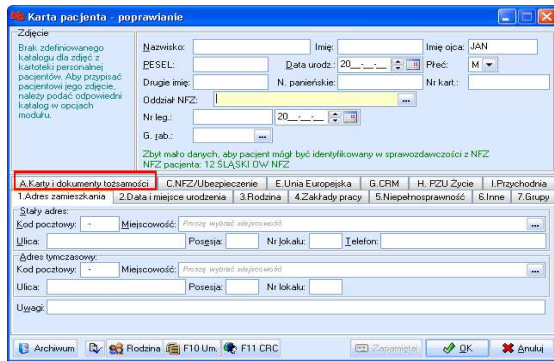 Karta pacjenta - poprawianie
Zdjęcie
Brak zdefiniowanego
katalogu dla zdjęć z
kartoteki personalnej
pacjentów. Aby przypisać
pacjentowi jego zdjęcie,
należy podać odpowiedni
katalog w opcjach
modułu.
Nazwisko: Imię: Imię ojca: JAN
PESEL: Data urodz.: 20__-__-__ Płeć: M
Drugie imię: N. panieńskie: Nr kart.:
Oddział NFZ: ...
Nr leg.: 20__-__-__
G. rab.: ...
Zbyt mało danych, aby pacjent mógł być identyfikowany w sprawozdawczości z NFZ
NFZ pacjenta: 12 ŚLĄSKI OW NFZ
A.Karty i dokumenty tożsamości C.NFZ/Ubezpieczenie E.Unia Europejska G.CRM H. PZU Życie I.Przychodnia
1.Adres zamieszkania 2.Data i miejsce urodzenia 3.Rodzina 4.Zakłady pracy 5.Niepełnosprawność 6.Inne 7.Grupy
Stały adres:
Kod pocztowy: - Miejscowość: Proszę wybrać miejscowość ...
Ulica: Posesja: Nr lokalu: Telefon:
Adres tymczasowy:
Kod pocztowy: - Miejscowość: Proszę wybrać miejscowość ...
Ulica: Posesja: Nr lokalu:
Uwagi:
Archiwum Rodzina F10 Um. F11 CRC Zapamiętaj OK Anuluj